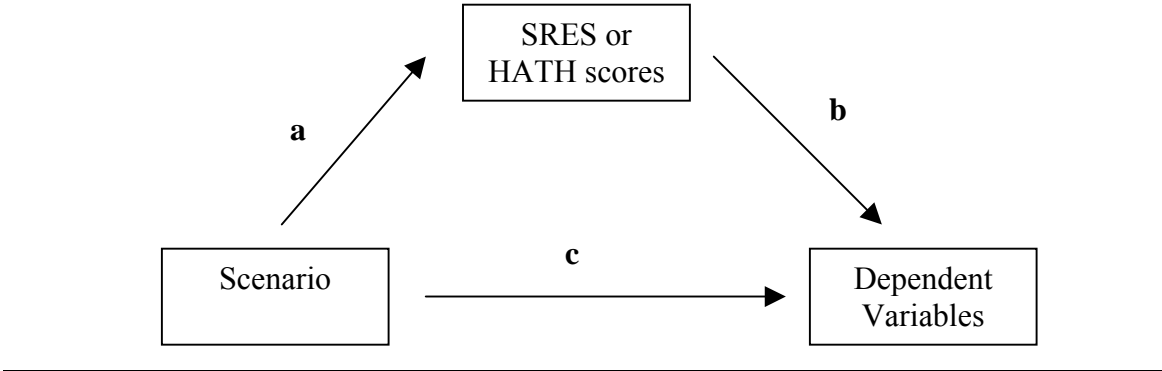 SRES or
HATH scores
a
b
c
Scenario
Dependent
Variables